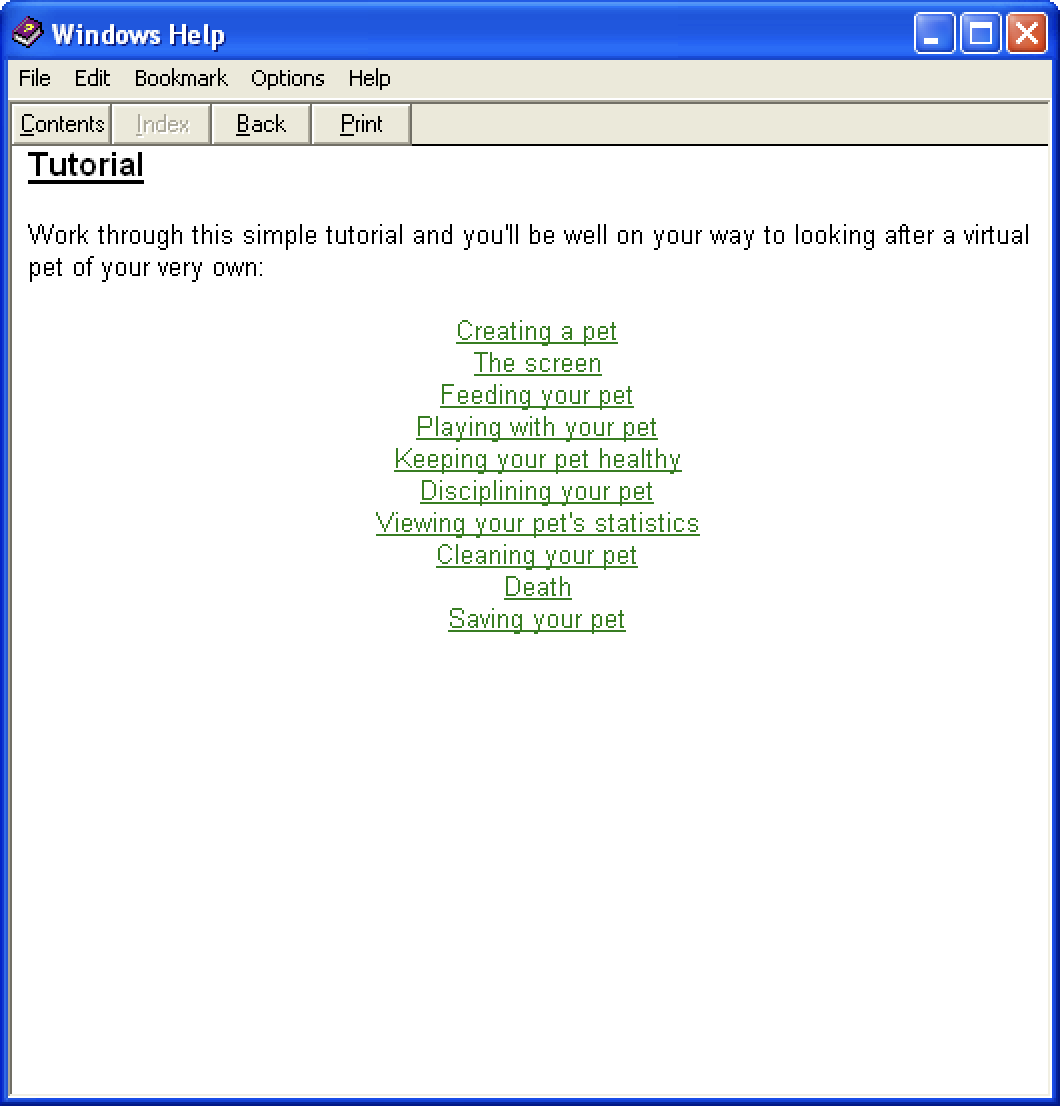 Windows Help
File Edit Bookmark Options Help
Contents Index Back Print
Tutorial
Work through this simple tutorial and you'll be well on your way to looking after a virtual
pet of your very own:
Creating a pet
The screen
Feeding your pet
Playing with your pet
Keeping your pet healthy
Disciplining your pet
Viewing your pet's statistics
Cleaning your pet
Death
Saving your pet